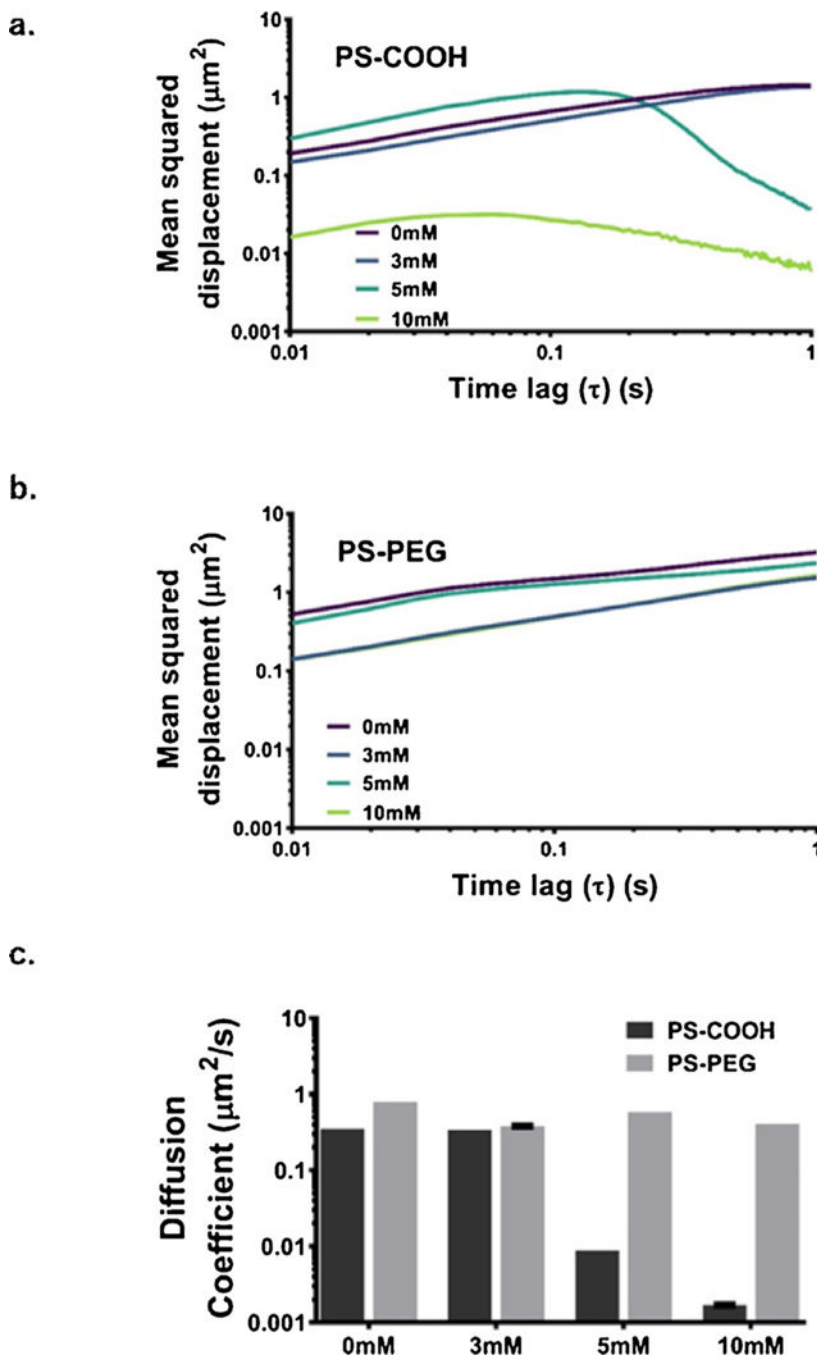 a.
PS-COOH
Mean squared
displacement (μm²)
10
1
0.1
0.01
0.001
0mM
3mM
5mM
10mM
0.01
0.1
1
Time lag (τ) (s)
b.
PS-PEG
Mean squared
displacement (μm²)
10
1
0.1
0.01
0.001
0mM
3mM
5mM
10mM
0.01
0.1
1
Time lag (τ) (s)
c.
Diffusion
Coefficient (μm²/s)
10
1
0.1
0.01
0.001
PS-COOH
PS-PEG
0mM
3mM
5mM
10mM